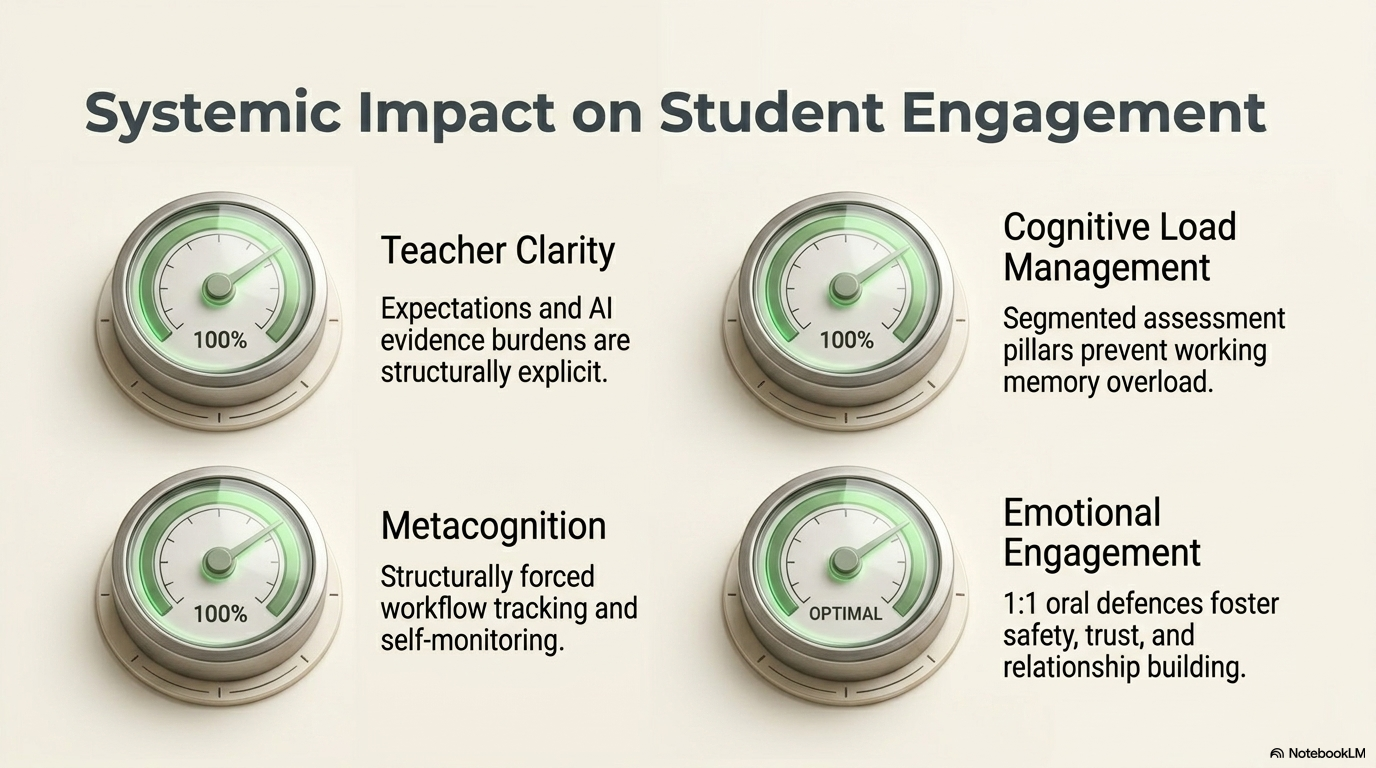 Systemic Impact on Student Engagement
100%
Teacher Clarity
Expectations and AI
evidence burdens are
structurally explicit.
100%
Cognitive Load
Management
Segmented assessment
pillars prevent working
memory overload.
100%
Metacognition
Structurally forced
workflow tracking and
self-monitoring.
OPTIMAL
Emotional
Engagement
1:1 oral defences foster
safety, trust, and
relationship building.
NotebookLM